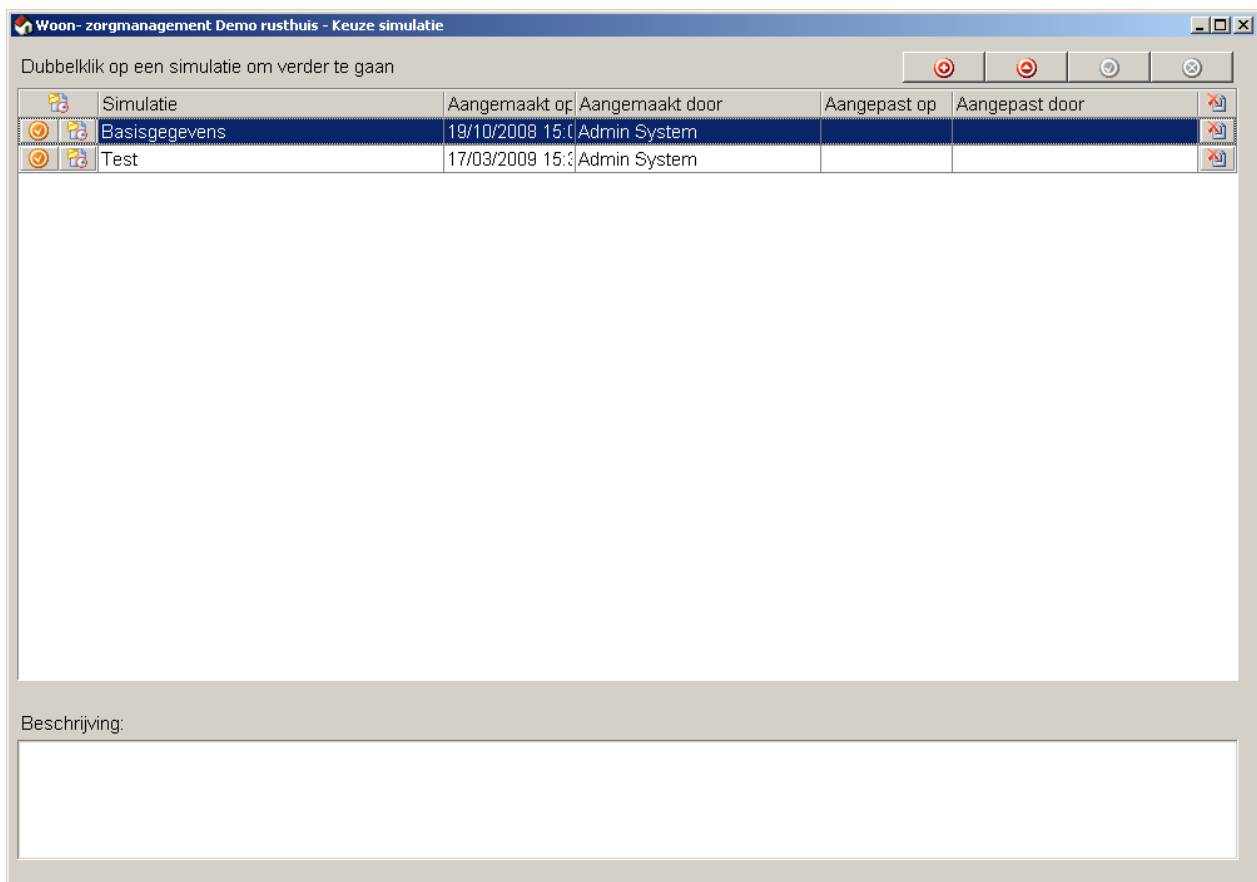 Woon- zorgmanagement Demo rusthuis - Keuze simulatie
Dubbelklik op een simulatie om verder te gaan
Simulatie Aangemaakt op Aangemaakt door Aangepast op Aangepast door
Basisgegevens 19/10/2008 15:0 Admin System
Test 17/03/2009 15:3 Admin System
Beschrijving: